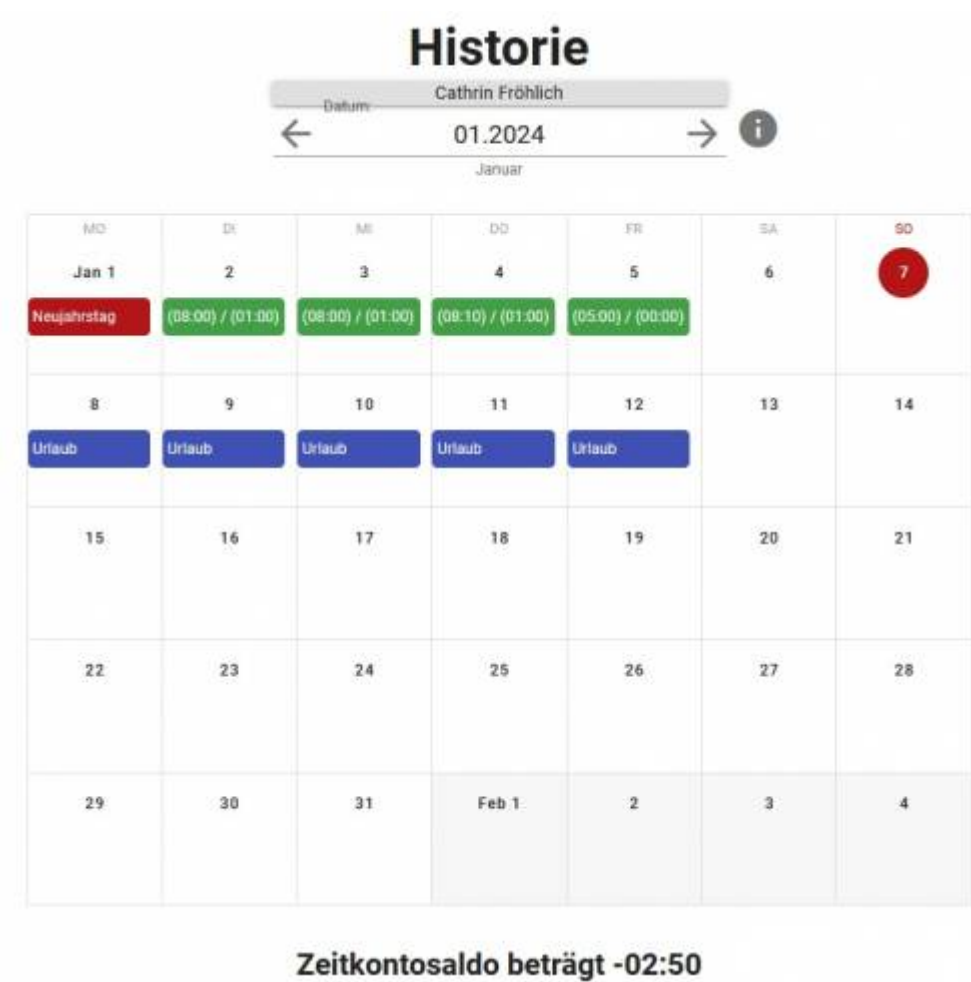 Historie
Cathrin Fröhlich
Datum:
01.2024
Januar
MO DI MI DO FR SA SO
Jan 1 2 3 4 5 6 7
Neujahrstag (08:00) / (01:00) (08:00) / (01:00) (08:10) / (01:00) (05:00) / (00:00)
8 9 10 11 12 13 14
Urlaub Urlaub Urlaub Urlaub Urlaub
15 16 17 18 19 20 21
22 23 24 25 26 27 28
29 30 31 Feb 1 2 3 4
Zeitkontosaldo beträgt -02:50